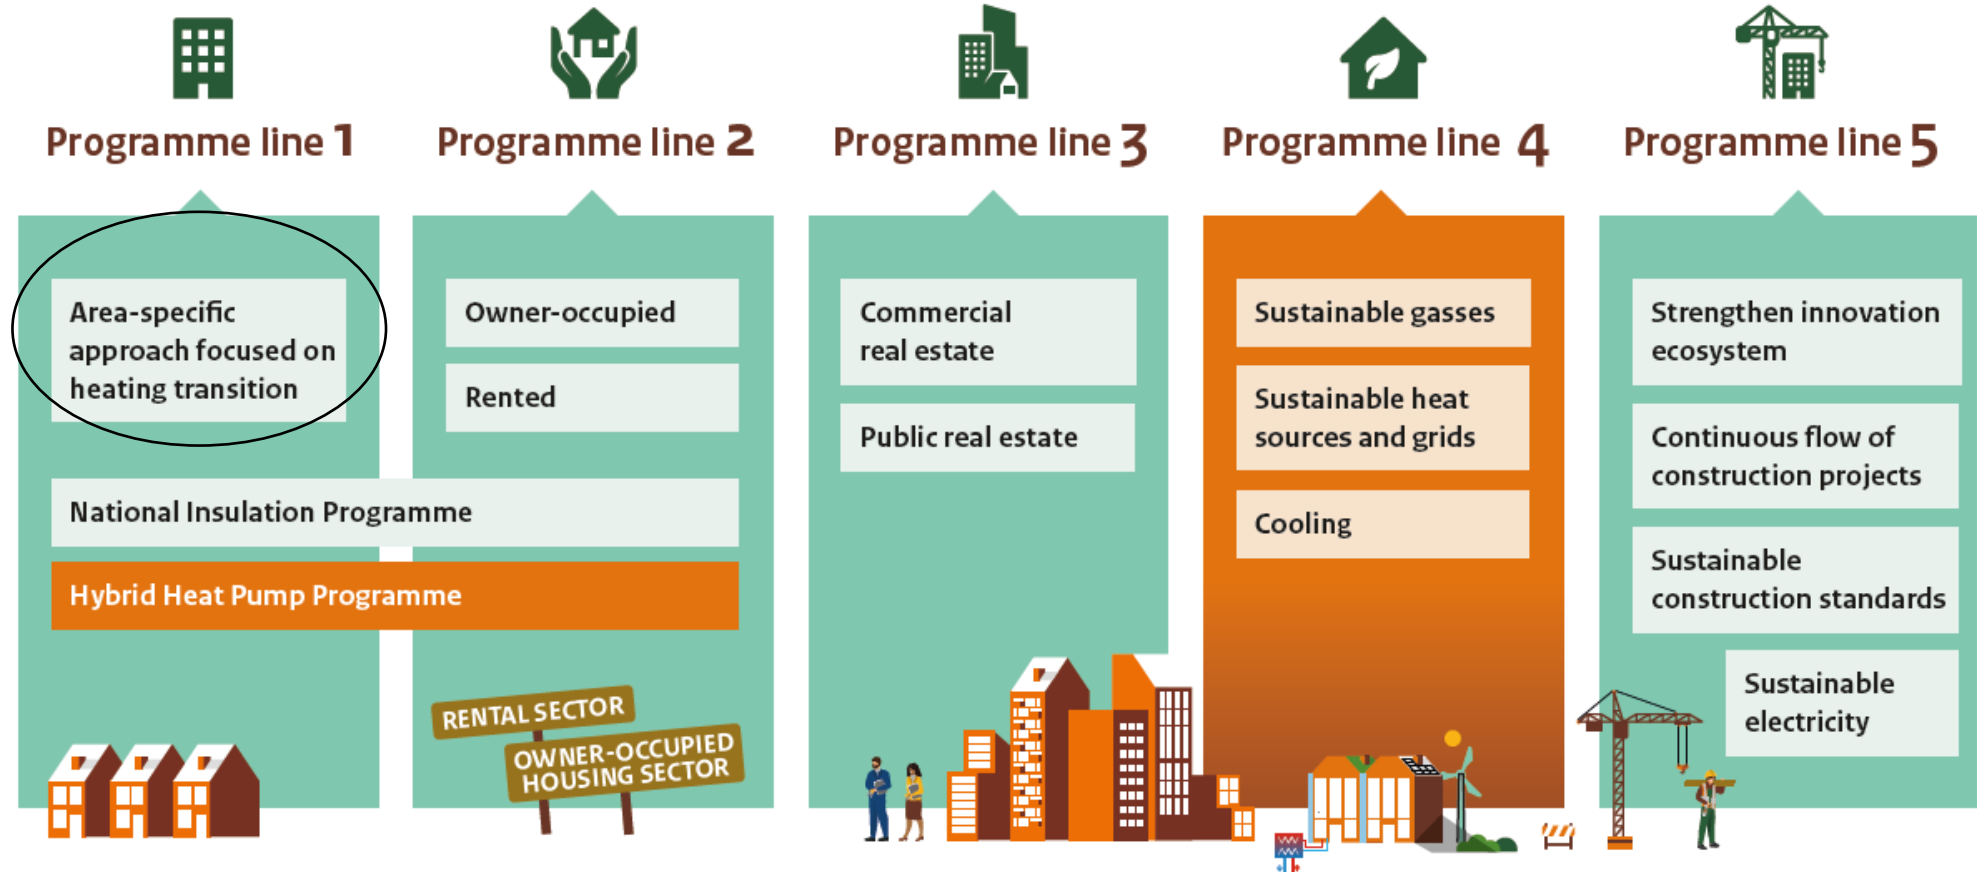 Programme line 1
Area-specific
approach focused on
heating transition
National Insulation Programme
Hybrid Heat Pump Programme
Programme line 2
Owner-occupied
Rented
RENTAL SECTOR
OWNER-OCCUPIED
HOUSING SECTOR
Programme line 3
Commercial
real estate
Public real estate
Programme line 4
Sustainable gasses
Sustainable heat
sources and grids
Cooling
Programme line 5
Strengthen innovation
ecosystem
Continuous flow of
construction projects
Sustainable
construction standards
Sustainable
electricity